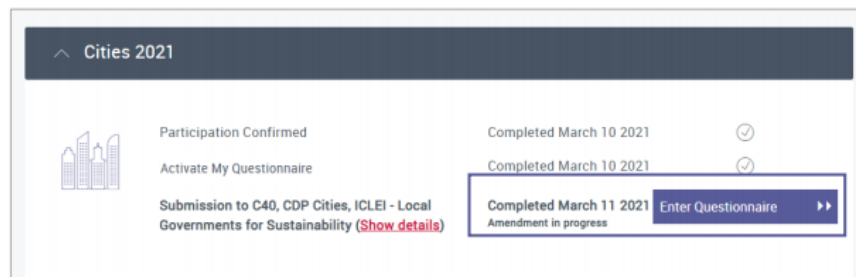 Cities 2021
Participation Confirmed Completed March 10 2021
Activate My Questionnaire Completed March 10 2021
Submission to C40, CDP Cities, ICLEI - Local Completed March 11 2021 Enter Questionnaire
Governments for Sustainability (Show details) Amendment in progress